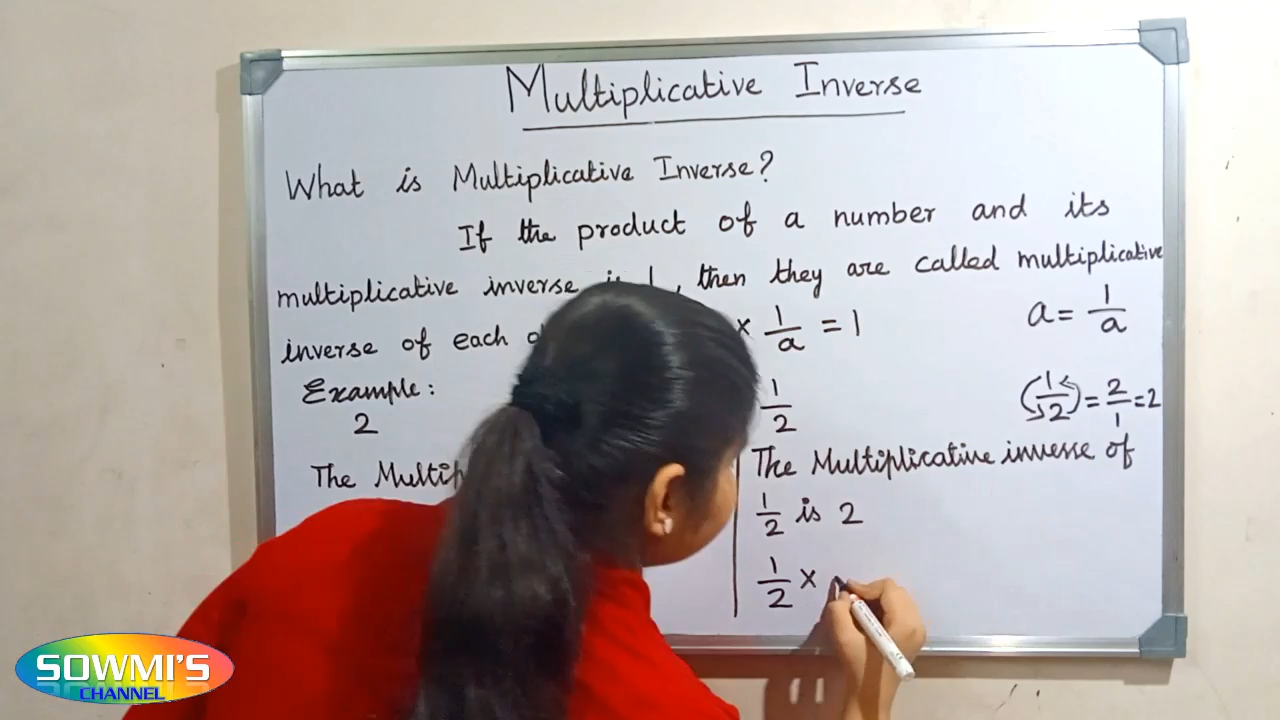 Multiplicative Inverse
What is Multiplicative Inverse?
If the product of a number and its
multiplicative inverse is 1, then they are called multiplicative
inverse of each
× 1/a = 1
a = 1/a
Example:
2
1/2
1/2 = 2/1 = 2
The
The Multiplicative inverse of
1/2 is 2
1/2 ×
SOWMI'S
CHANNEL